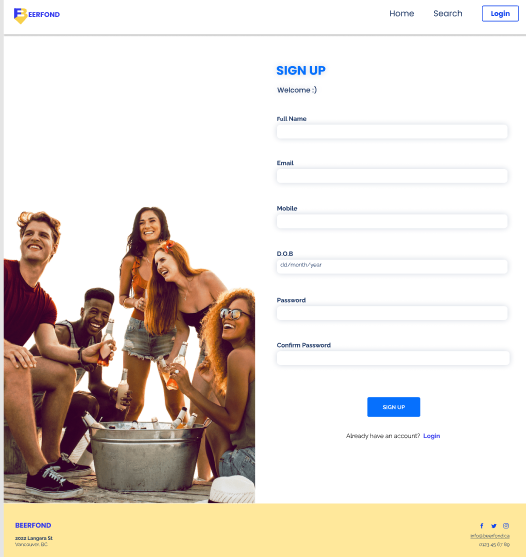 BEERFOND
Home Search Login
SIGN UP
Welcome :)
Full Name
Email
Mobile
D.O.B
dd/month/year
Password
Confirm Password
SIGN UP
Already have an account? Login
BEERFOND
2022 Langara St
Vancouver, BC
info@beerfond.ca
0123 45 67 89